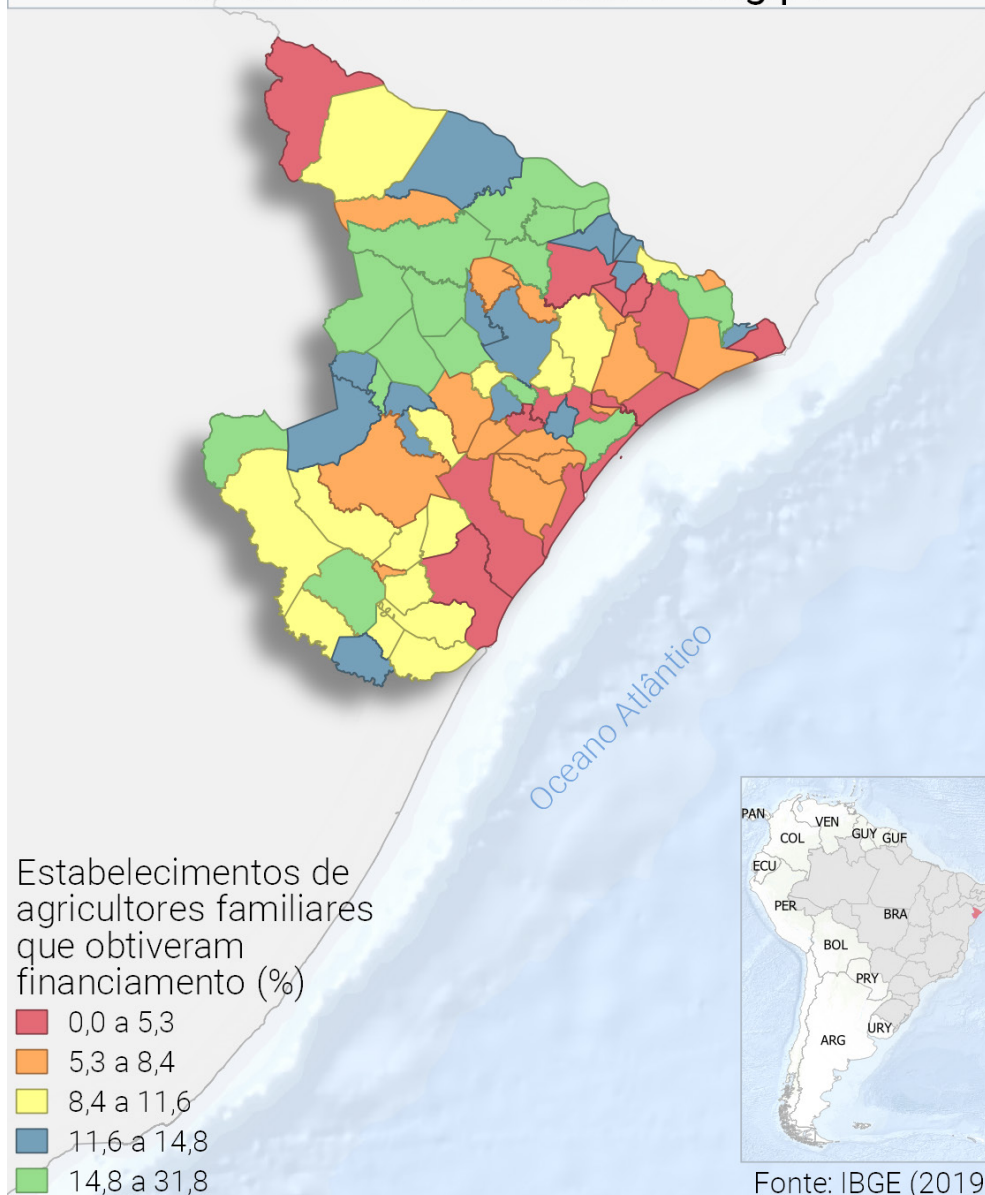 Oceano Atlântico
PAN
VEN
GUY
GUF
COL
ECU
PER
BRA
BOL
PRY
URY
ARG
Estabelecimentos de
agricultores familiares
que obtiveram
financiamento (%)
0,0 a 5,3
5,3 a 8,4
8,4 a 11,6
11,6 a 14,8
14,8 a 31,8
Fonte: IBGE (2019